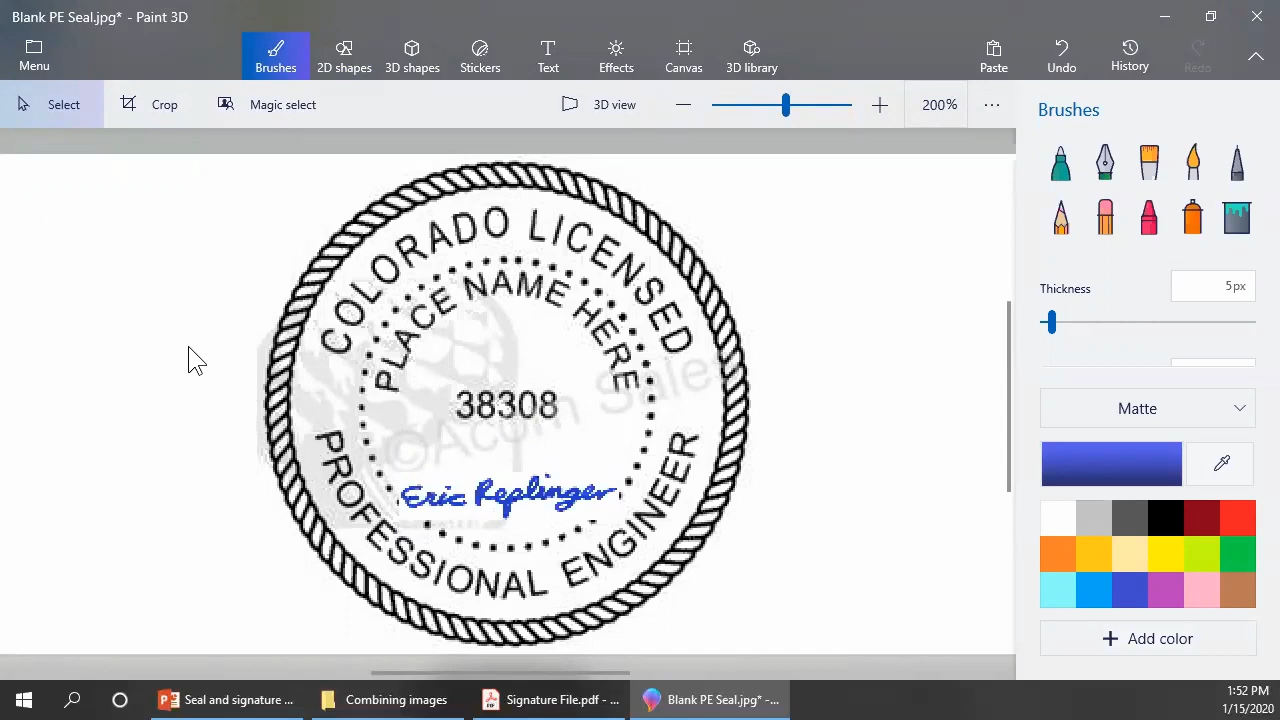 Blank PE Seal.jpg* - Paint 3D
Menu
Brushes
2D shapes
3D shapes
Stickers
Text
Effects
Canvas
3D library
Paste
Undo
History
Redo
Select
Crop
Magic select
3D view
200%
Brushes
Thickness
5px
Matte
Add color
COLORADO LICENSED
PLACE NAME HERE
38308
©Acorn Sales
Eric Replinger
PROFESSIONAL ENGINEER
Seal and signature ...
Combining images
Signature File.pdf - ...
Blank PE Seal.jpg* -...
1:52 PM
1/15/2020